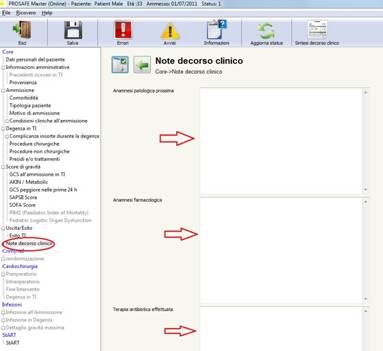 PROSAFE Master (Online) - Paziente: Patient Male Età :33 Ammesso: 01/07/2011 Status: 1
File Ricovero Help
Esci Salva Errori Avvisi Informazioni Aggiorna status Sintesi decorso clinico
Core
Dati personali del paziente
Informazioni amministrative
Precedenti ricoveri in TI
Provenienza
Ammissione
Comorbidità
Tipologia paziente
Motivo di ammissione
Condizioni cliniche all'ammissione
Degenza in TI
Complicanze insorte durante la degenza
Procedure chirurgiche
Procedure non chirurgiche
Presidi e/o trattamenti
Score di gravità
GCS all'ammissione in TI
AKIN / Metabolic
GCS peggiore nelle prime 24 h
SAPSII Score
SOFA Score
PIM2 (Paediatric Index of Mortality)
Pediatric Logistic Organ Dysfunction
Uscita/Esito
Esito TI
Note decorso clinico
randomizzazione
Cardiochirurgia
Preoperatorio
Intraoperatorio
Fine Intervento
Degenza in TI
Infezioni
Infezione all'Ammissione
Infezione in Degenza
Dettaglio gravità massima
StART
StART
Note decorso clinico
Core->Note decorso clinico
Anamnesi patologica prossima
Anamnesi farmacologica
Terapia antibiotica effettuata